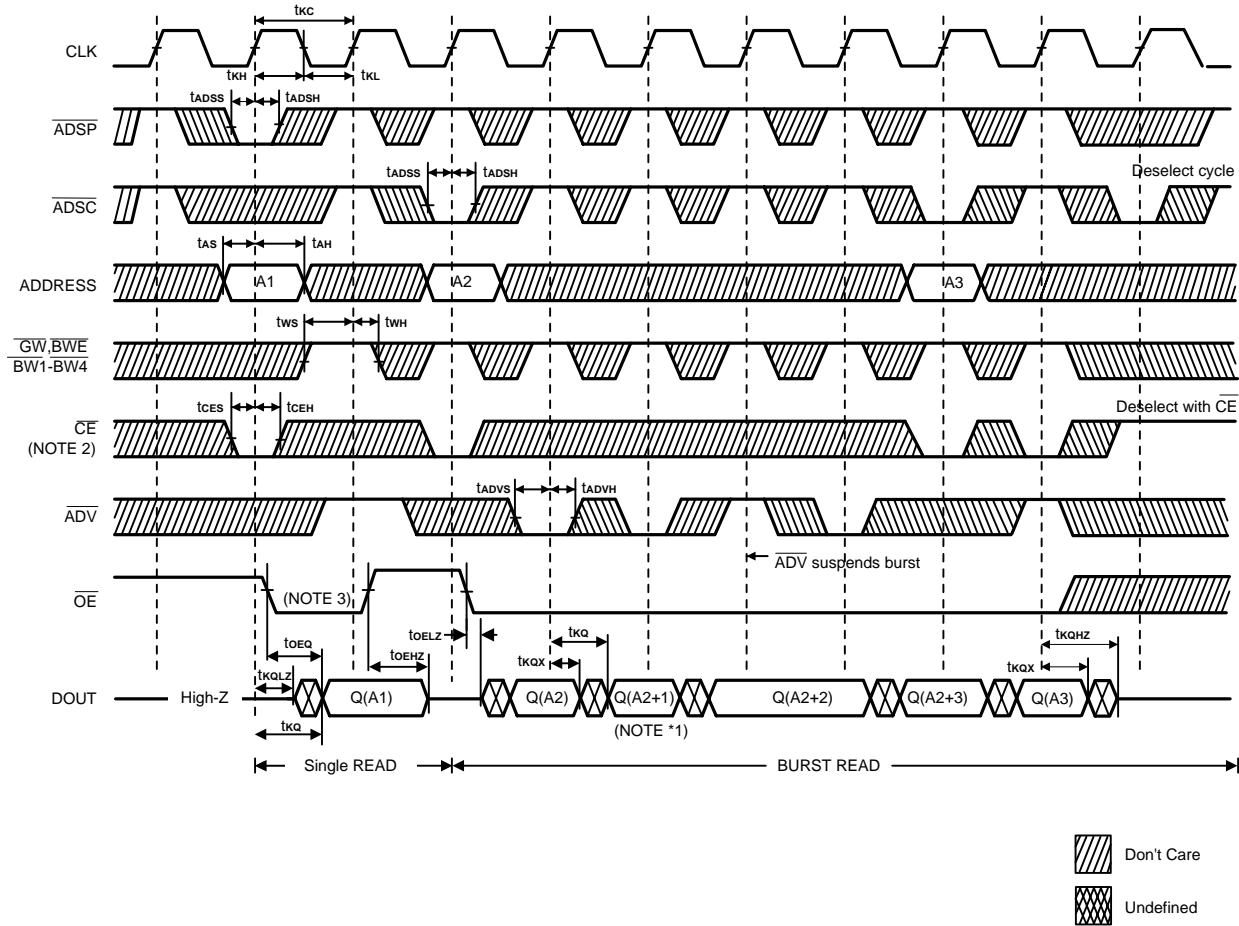 tKC
CLK
tKH
tKL
tADSS
tADSH
ADSP
tADSS
tADSH
Deselect cycle
ADSC
tAS
tAH
ADDRESS
A1
A2
A3
tWS
tWH
GW,BWE
BW1-BW4
tCES
tCEH
Deselect with CE
CE
(NOTE 2)
tADVS
tADVH
ADV
ADV suspends burst
OE
(NOTE 3)
tOEQ
tOEHZ
tOELZ
tKQ
tKQX
tKQHZ
tKQX
tKQLZ
DOUT
High-Z
Q(A1)
Q(A2)
Q(A2+1)
Q(A2+2)
Q(A2+3)
Q(A3)
tKQ
(NOTE *1)
Single READ
BURST READ
Don't Care
Undefined